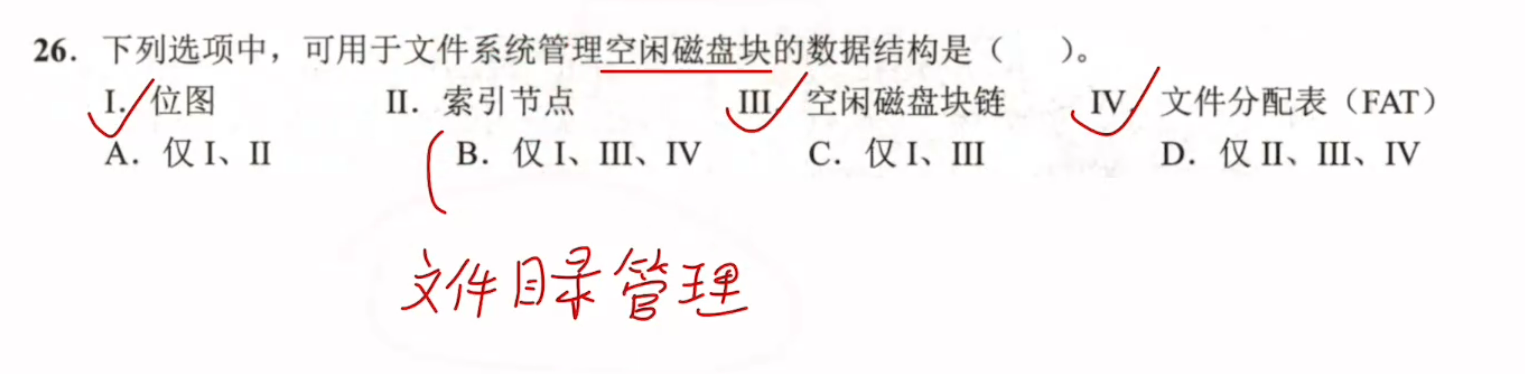 26. 下列选项中，可用于文件系统管理空闲磁盘块的数据结构是（ ）。
I. 位图 II. 索引节点 III. 空闲磁盘块链 IV. 文件分配表（FAT）
A. 仅 I、II B. 仅 I、III、IV C. 仅 I、III D. 仅 II、III、IV
文件目录管理